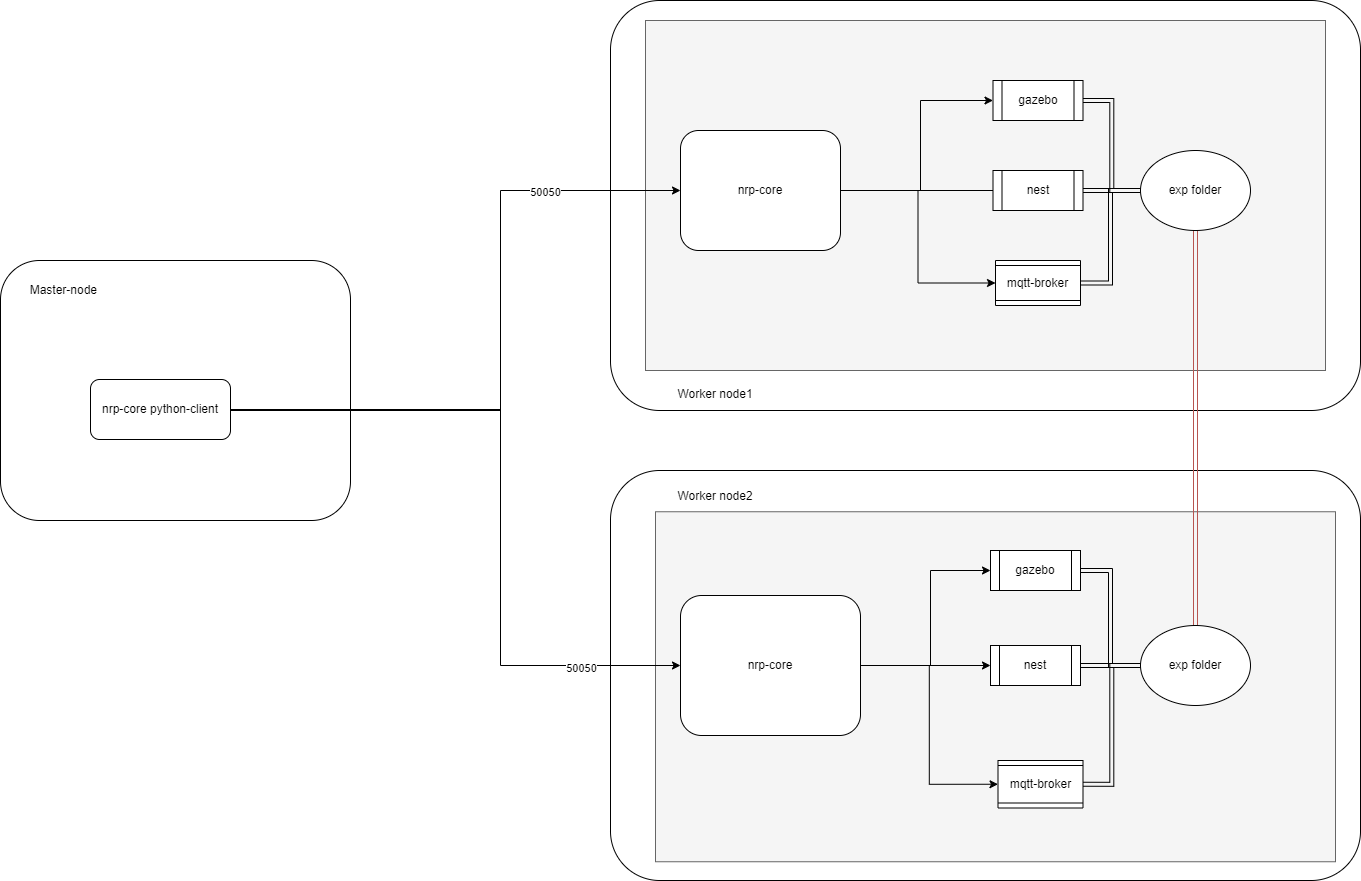 gazebo
50050
nrp-core
nest
exp folder
mqtt-broker
Master-node
Worker node1
nrp-core python-client
Worker node2
gazebo
50050
nrp-core
nest
exp folder
mqtt-broker